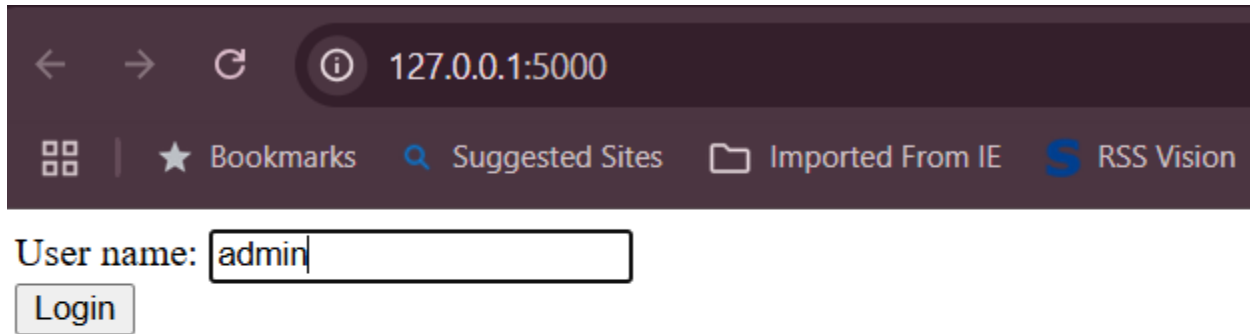 127.0.0.1:5000
Bookmarks Suggested Sites Imported From IE S RSS Vision
User name: admin
Login